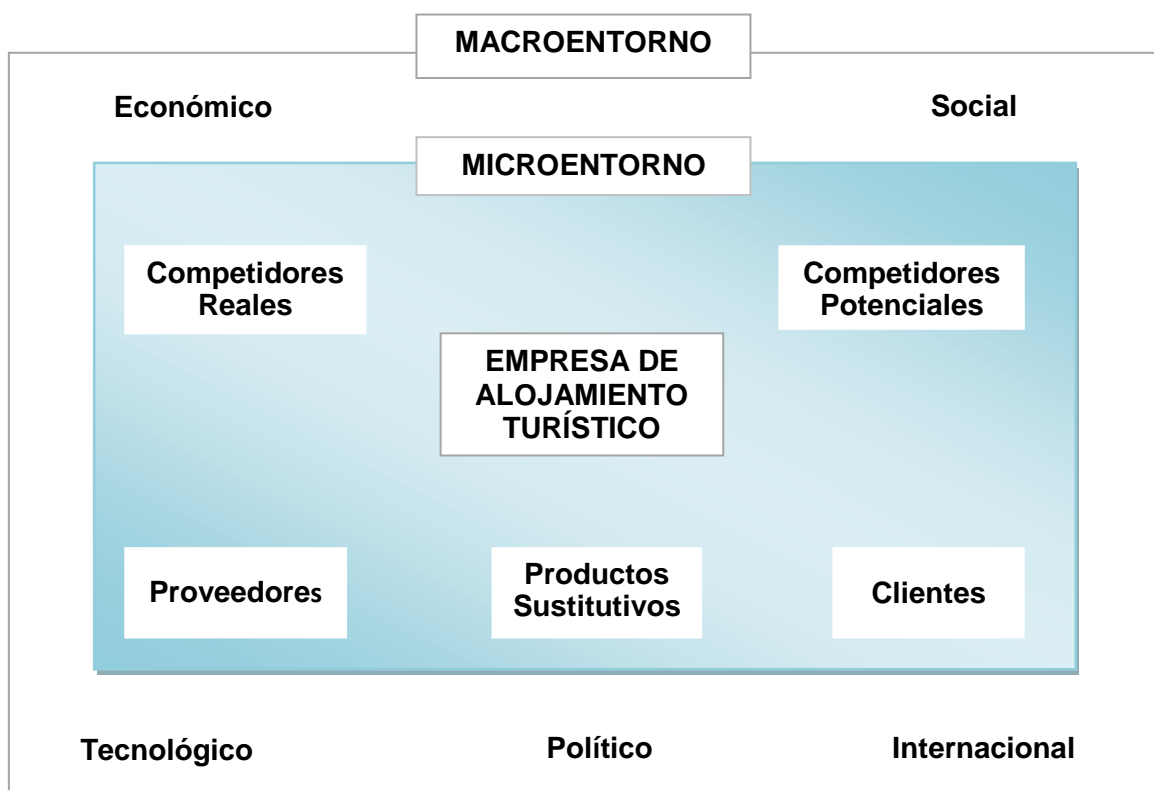 MACROENTORNO
Económico
Social
MICROENTORNO
Competidores
Reales
Competidores
Potenciales
EMPRESA DE
ALOJAMIENTO
TURÍSTICO
Proveedores
Productos
Sustitutivos
Clientes
Tecnológico
Político
Internacional